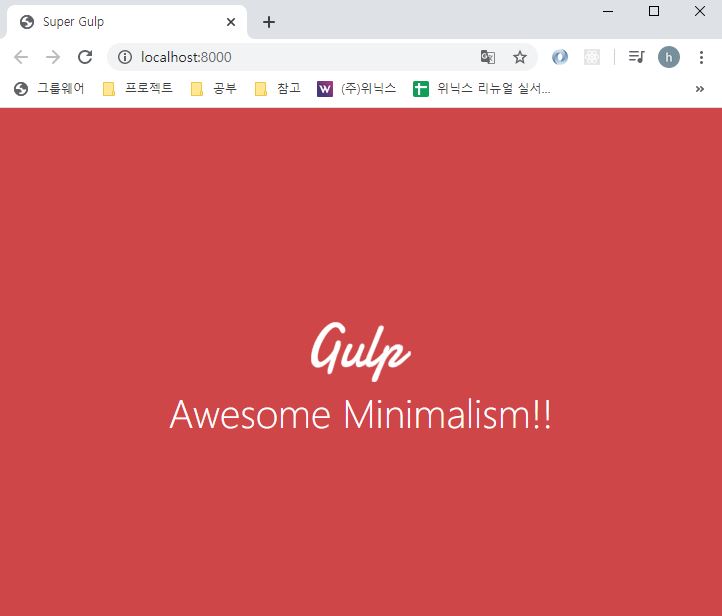 Super Gulp
localhost:8000
h
그룹웨어 프로젝트 공부 참고 W (주)위닉스 위닉스 리뉴얼 실서...
Gulp
Awesome Minimalism!!